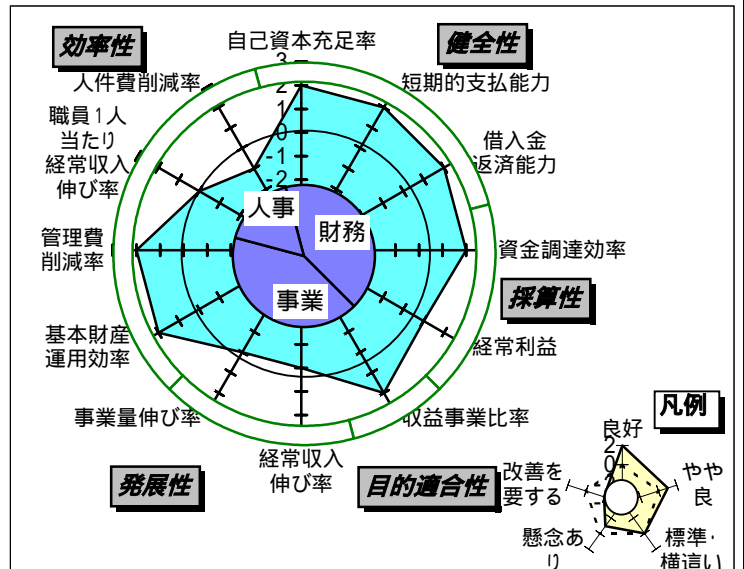 効率性
自己資本充足率
健全性
人件費削減率
短期的支払能力
職員1人
当たり
経常収入
伸び率
借入金
返済能力
3
2
1
0
-1
-2
人事
財務
事業
管理費
削減率
資金調達効率
採算性
基本財産
運用効率
経常利益
事業量伸び率
収益事業比率
経常収入
伸び率
発展性
目的適合性
凡例
良好
2
0
改善を
要する
やや
良
懸念あ
り
標準・
横這い